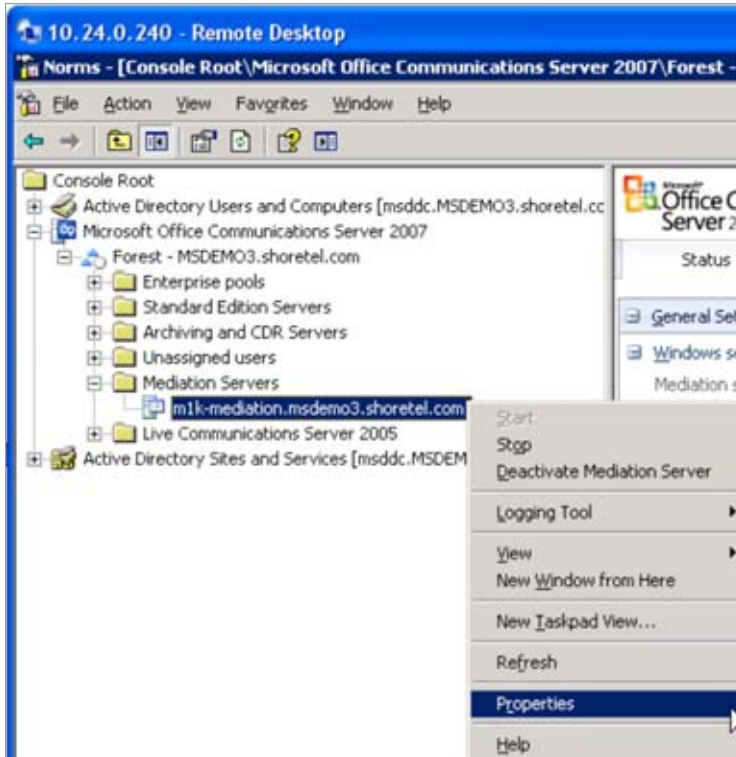 10.24.0.240 - Remote Desktop
Norms - [Console Root\Microsoft Office Communications Server 2007\Forest -
File Action View Favorites Window Help
Console Root
Active Directory Users and Computers [msddc.MSDEMO3.shoretel.cc
Microsoft Office Communications Server 2007
Forest - MSDEMO3.shoretel.com
Enterprise pools
Standard Edition Servers
Archiving and CDR Servers
Unassigned users
Mediation Servers
m1k-mediation.msdemo3.shoretel.com
Live Communications Server 2005
Active Directory Sites and Services [msddc.MSDEM
Microsoft
Office C
Server 2
Status
General Set
Windows se
Mediation s
Start
Stop
Deactivate Mediation Server
Logging Tool
View
New Window from Here
New Taskpad View...
Refresh
Properties
Help